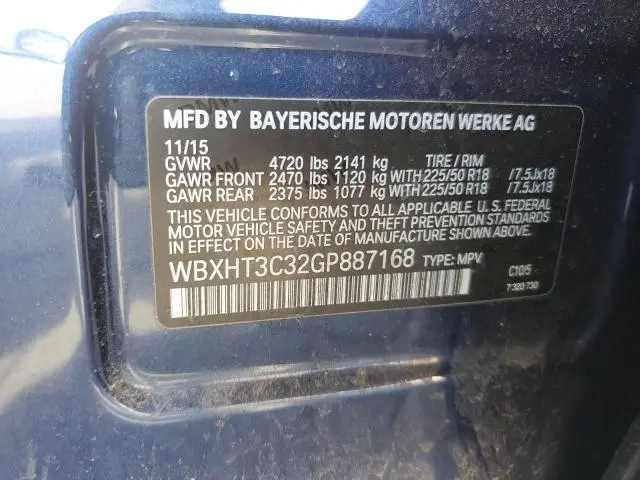 MFD BY BAYERISCHE MOTOREN WERKE AG
11/15
GVWR 4720 lbs 2141 kg TIRE / RIM
GAWR FRONT 2470 lbs 1120 kg WITH 225/50 R18 /7.5Jx18
GAWR REAR 2375 lbs 1077 kg WITH 225/50 R18 /7.5Jx18
THIS VEHICLE CONFORMS TO ALL APPLICABLE U. S. FEDERAL
MOTOR VEHICLE SAFETY AND THEFT PREVENTION STANDARDS
IN EFFECT ON THE DATE OF MANUFACTURE SHOWN ABOVE.
WBXHT3C32GP887168 TYPE: MPV
C10/5
7 320 730